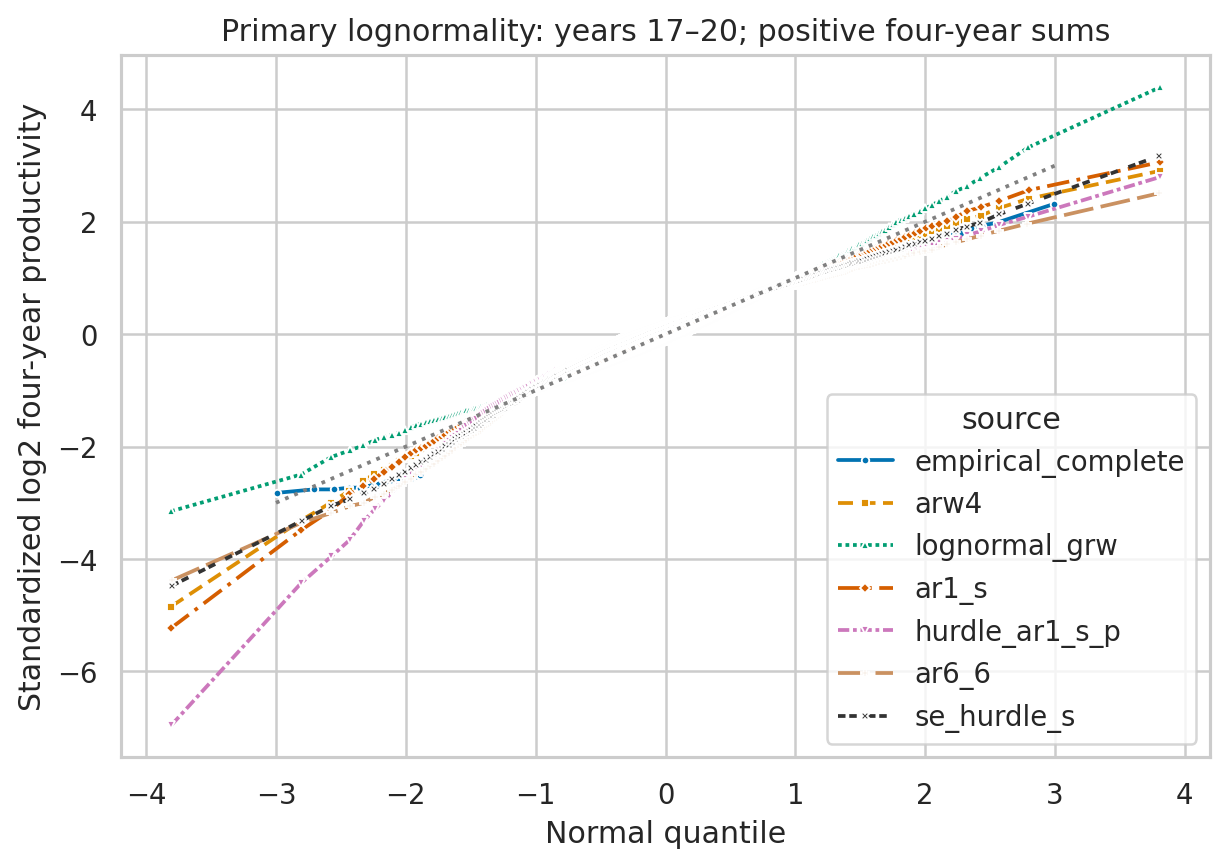 Primary lognormality: years 17–20; positive four-year sums
Standardized log2 four-year productivity
4
2
0
−2
−4
−6
source
empirical_complete
arw4
lognormal_grw
ar1_s
hurdle_ar1_s_p
ar6_6
se_hurdle_s
−4
−3
−2
−1
0
1
2
3
4
Normal quantile